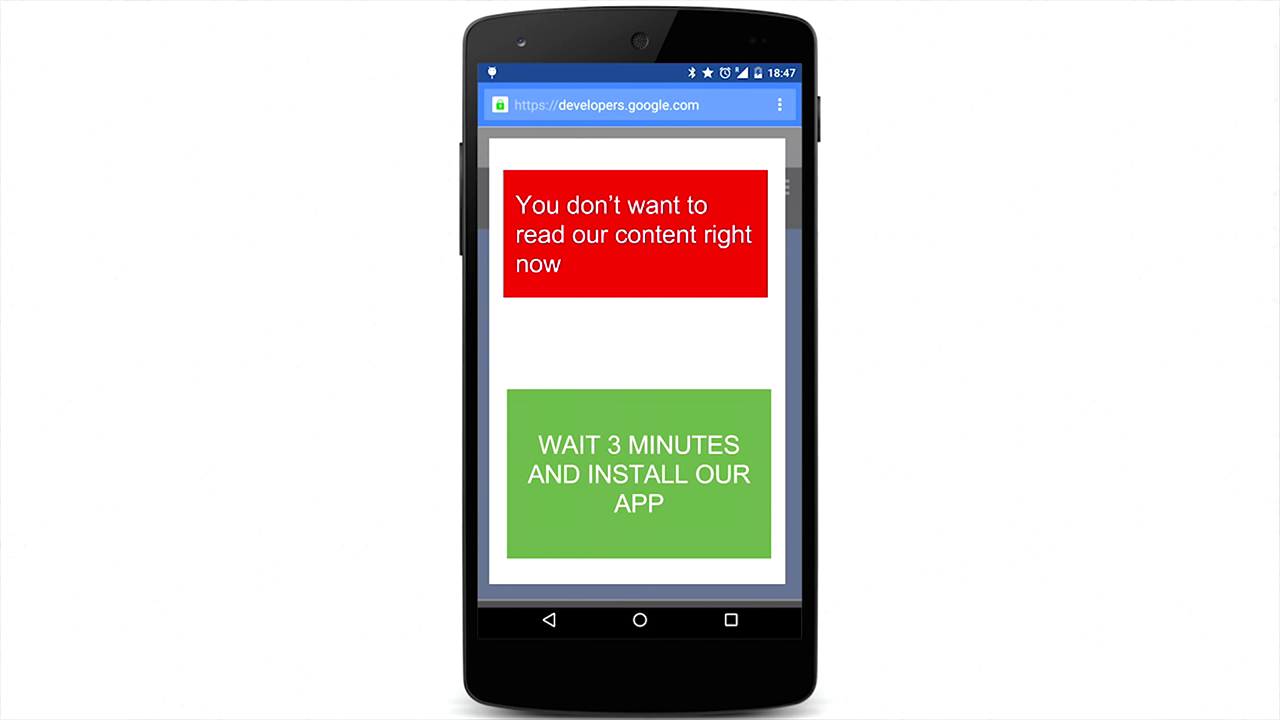 18:47
https://developers.google.com
You don't want to
read our content right
now
WAIT 3 MINUTES
AND INSTALL OUR
APP